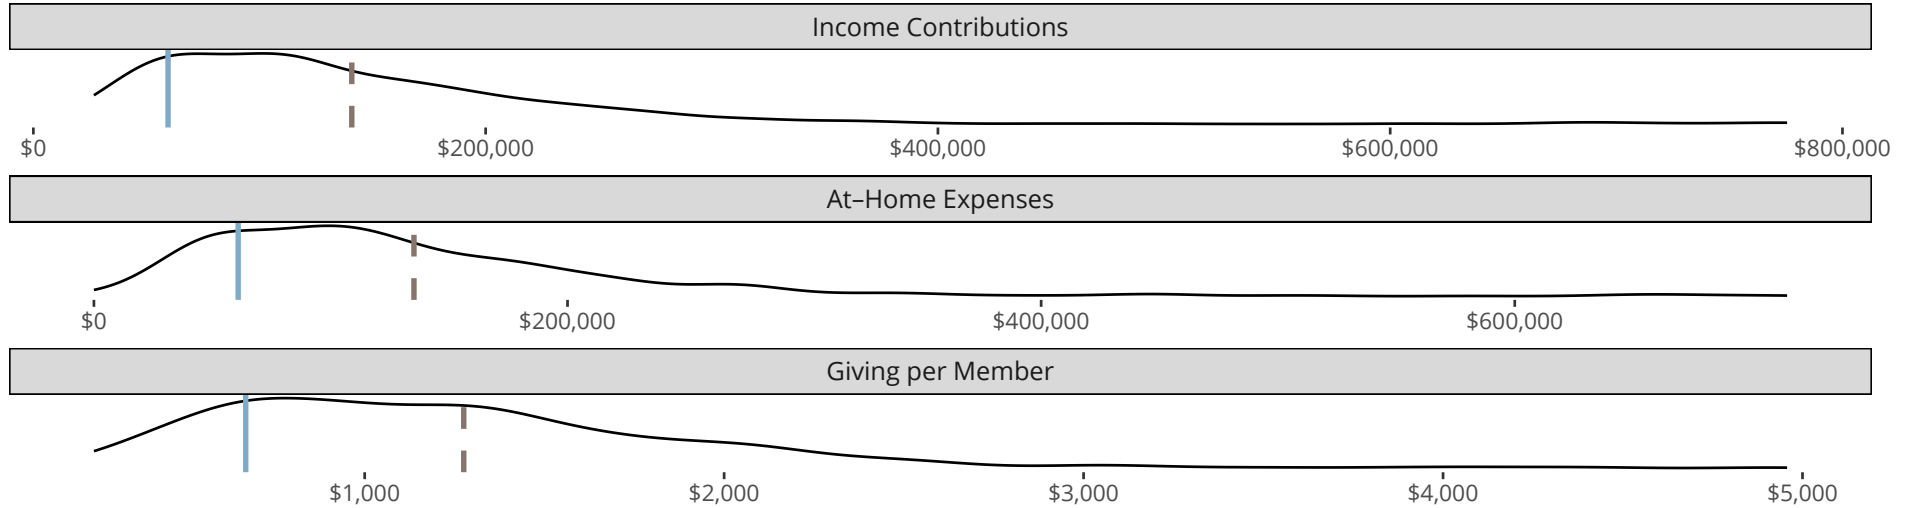 Income Contributions
$0 $200,000 $400,000 $600,000 $800,000
At–Home Expenses
$0 $200,000 $400,000 $600,000
Giving per Member
$1,000 $2,000 $3,000 $4,000 $5,000